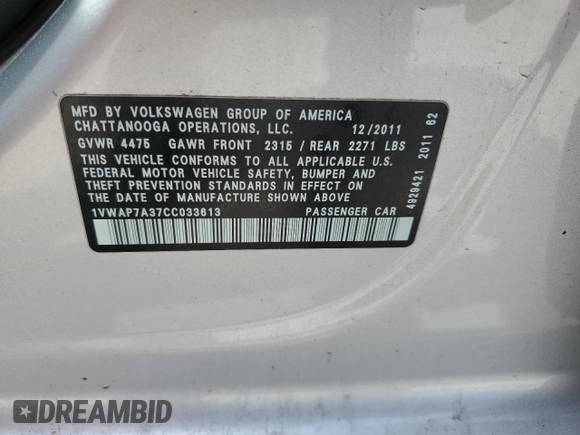 MFD BY VOLKSWAGEN GROUP OF AMERICA
CHATTANOOGA OPERATIONS, LLC. 12/2011
GVWR 4475 GAWR FRONT 2315 / REAR 2271 LBS
THIS VEHICLE CONFORMS TO ALL APPLICABLE U.S.
FEDERAL MOTOR VEHICLE SAFETY, BUMPER AND
THEFT PREVENTION STANDARDS IN EFFECT ON
THE DATE OF MANUFACTURE SHOWN ABOVE
1VWAP7A37CC033613 PASSENGER CAR
4929421 2011 62
DREAMBID